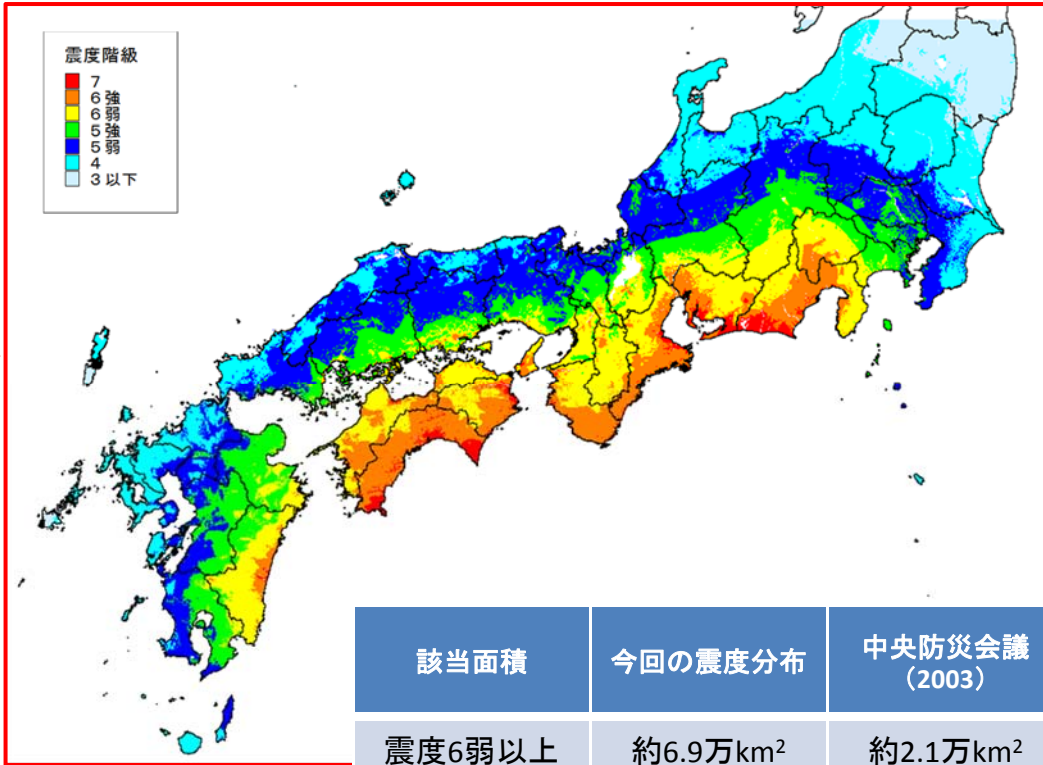 震度階級
7
6強
6弱
5強
5弱
4
3以下
該当面積 今回の震度分布 中央防災会議
（2003）
震度6弱以上 約6.9万km² 約2.1万km²